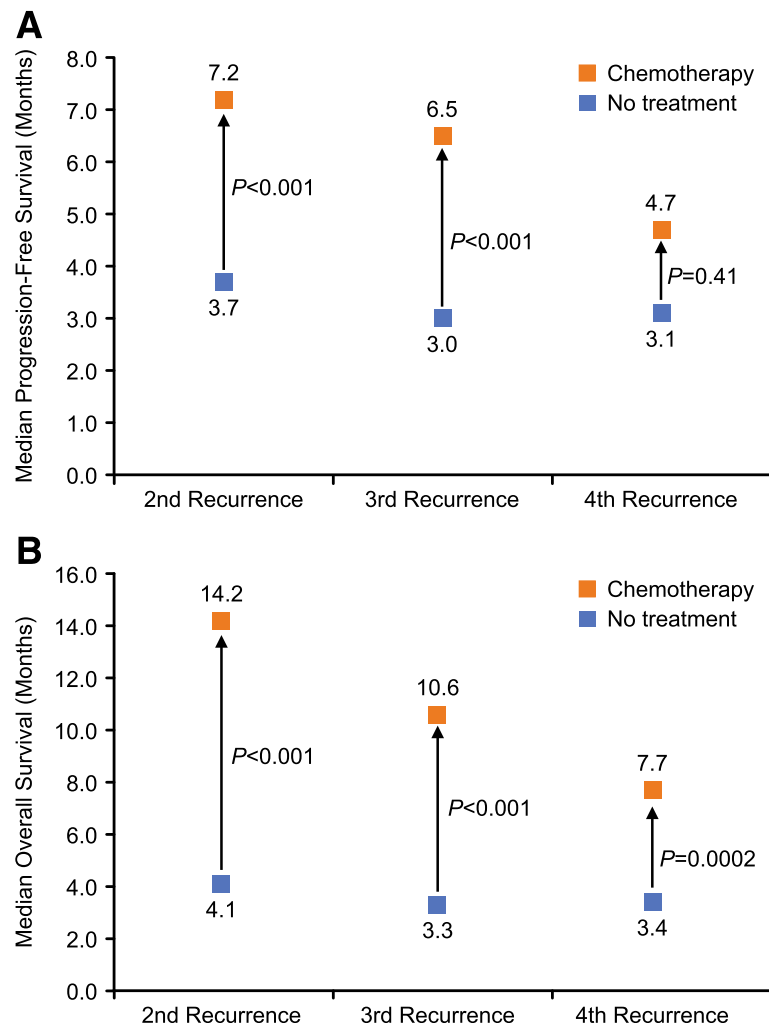 A
Median Progression-Free Survival (Months)
8.0
7.0
6.0
5.0
4.0
3.0
2.0
1.0
0.0
Chemotherapy
No treatment
7.2
P<0.001
3.7
6.5
P<0.001
3.0
4.7
P=0.41
3.1
2nd Recurrence
3rd Recurrence
4th Recurrence
B
Median Overall Survival (Months)
16.0
14.0
12.0
10.0
8.0
6.0
4.0
2.0
0.0
Chemotherapy
No treatment
14.2
P<0.001
4.1
10.6
P<0.001
3.3
7.7
P=0.0002
3.4
2nd Recurrence
3rd Recurrence
4th Recurrence